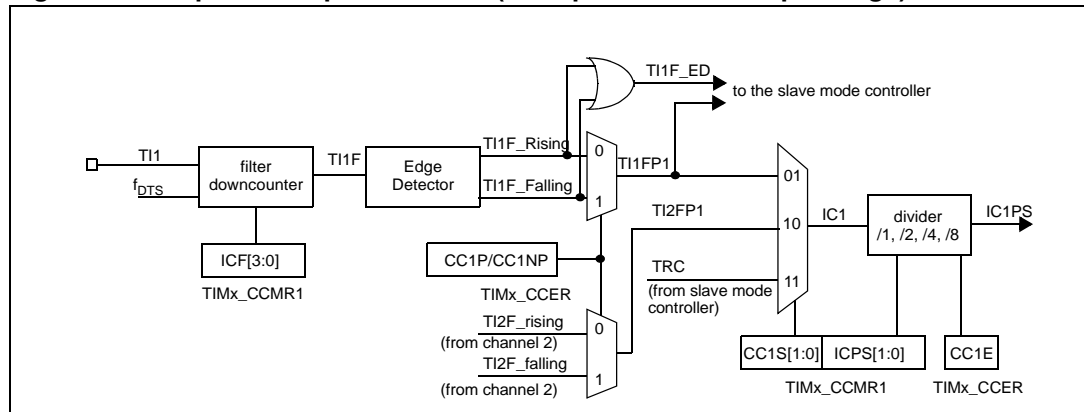 TI1F_ED
to the slave mode controller
TI1
f_DTS
filter
downcounter
TI1F
Edge
Detector
TI1F_Rising
TI1F_Falling
0
1
TI1FP1
01
TI2FP1
10
IC1
divider
/1, /2, /4, /8
IC1PS
ICF[3:0]
TIMx_CCMR1
CC1P/CC1NP
TIMx_CCER
TRC
(from slave mode
controller)
11
TI2F_rising
(from channel 2)
0
TI2F_falling
(from channel 2)
1
CC1S[1:0]
ICPS[1:0]
CC1E
TIMx_CCMR1
TIMx_CCER